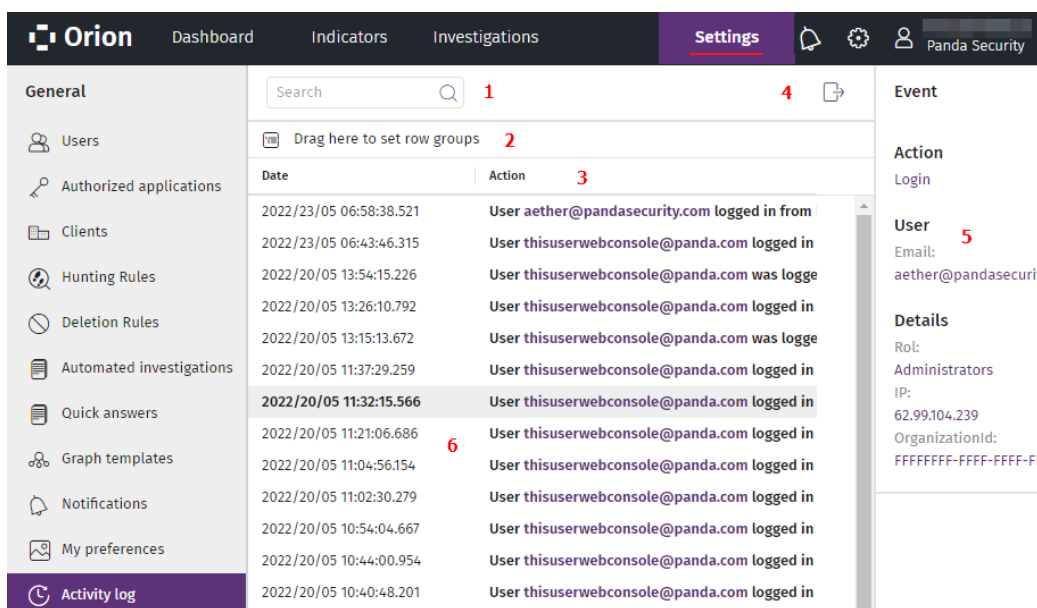 Orion Dashboard Indicators Investigations Settings
Panda Security
General
Users
Authorized applications
Clients
Hunting Rules
Deletion Rules
Automated investigations
Quick answers
Graph templates
Notifications
My preferences
Activity log
Search 1 4
Drag here to set row groups 2
Date Action 3
2022/23/05 06:58:38.521 User aether@pandasecurity.com logged in from
2022/23/05 06:43:46.315 User thisuserwebconsole@panda.com logged in
2022/20/05 13:54:15.226 User thisuserwebconsole@panda.com was logge
2022/20/05 13:26:10.792 User thisuserwebconsole@panda.com logged in
2022/20/05 13:15:13.672 User thisuserwebconsole@panda.com was logge
2022/20/05 11:37:29.259 User thisuserwebconsole@panda.com logged in
2022/20/05 11:32:15.566 User thisuserwebconsole@panda.com logged in
2022/20/05 11:21:06.686 User thisuserwebconsole@panda.com logged in
6
2022/20/05 11:04:56.154 User thisuserwebconsole@panda.com logged in
2022/20/05 11:02:30.279 User thisuserwebconsole@panda.com logged in
2022/20/05 10:54:04.667 User thisuserwebconsole@panda.com logged in
2022/20/05 10:44:00.954 User thisuserwebconsole@panda.com logged in
2022/20/05 10:40:48.201 User thisuserwebconsole@panda.com logged in
Event
Action
Login
User
5
Email:
aether@pandasecuri
Details
Rol:
Administrators
IP:
62.99.104.239
OrganizationId:
FFFFFFFF-FFFF-FFFF-F